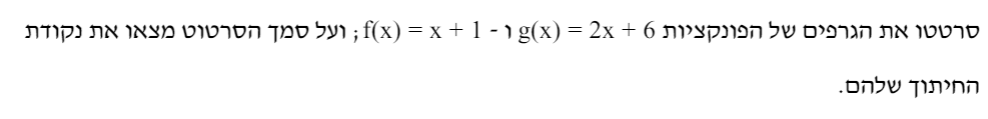 סרטטו את הגרפים של הפונקציות g(x) = 2x + 6 ו - f(x) = x + 1 ; ועל סמך הסרטוט מצאו את נקודת
החיתוך שלהם.